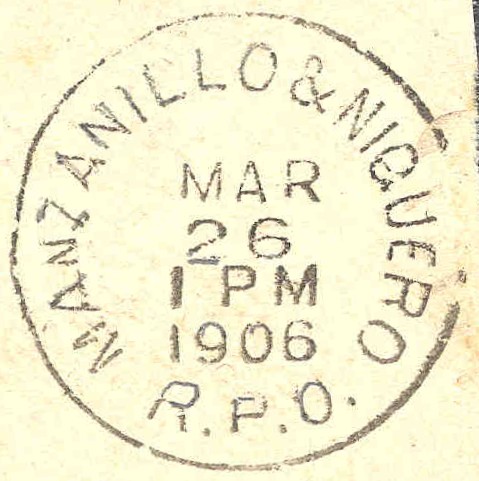 MANZANILLO & NIQUERO
MAR
26
1 PM
1906
R.P.O.